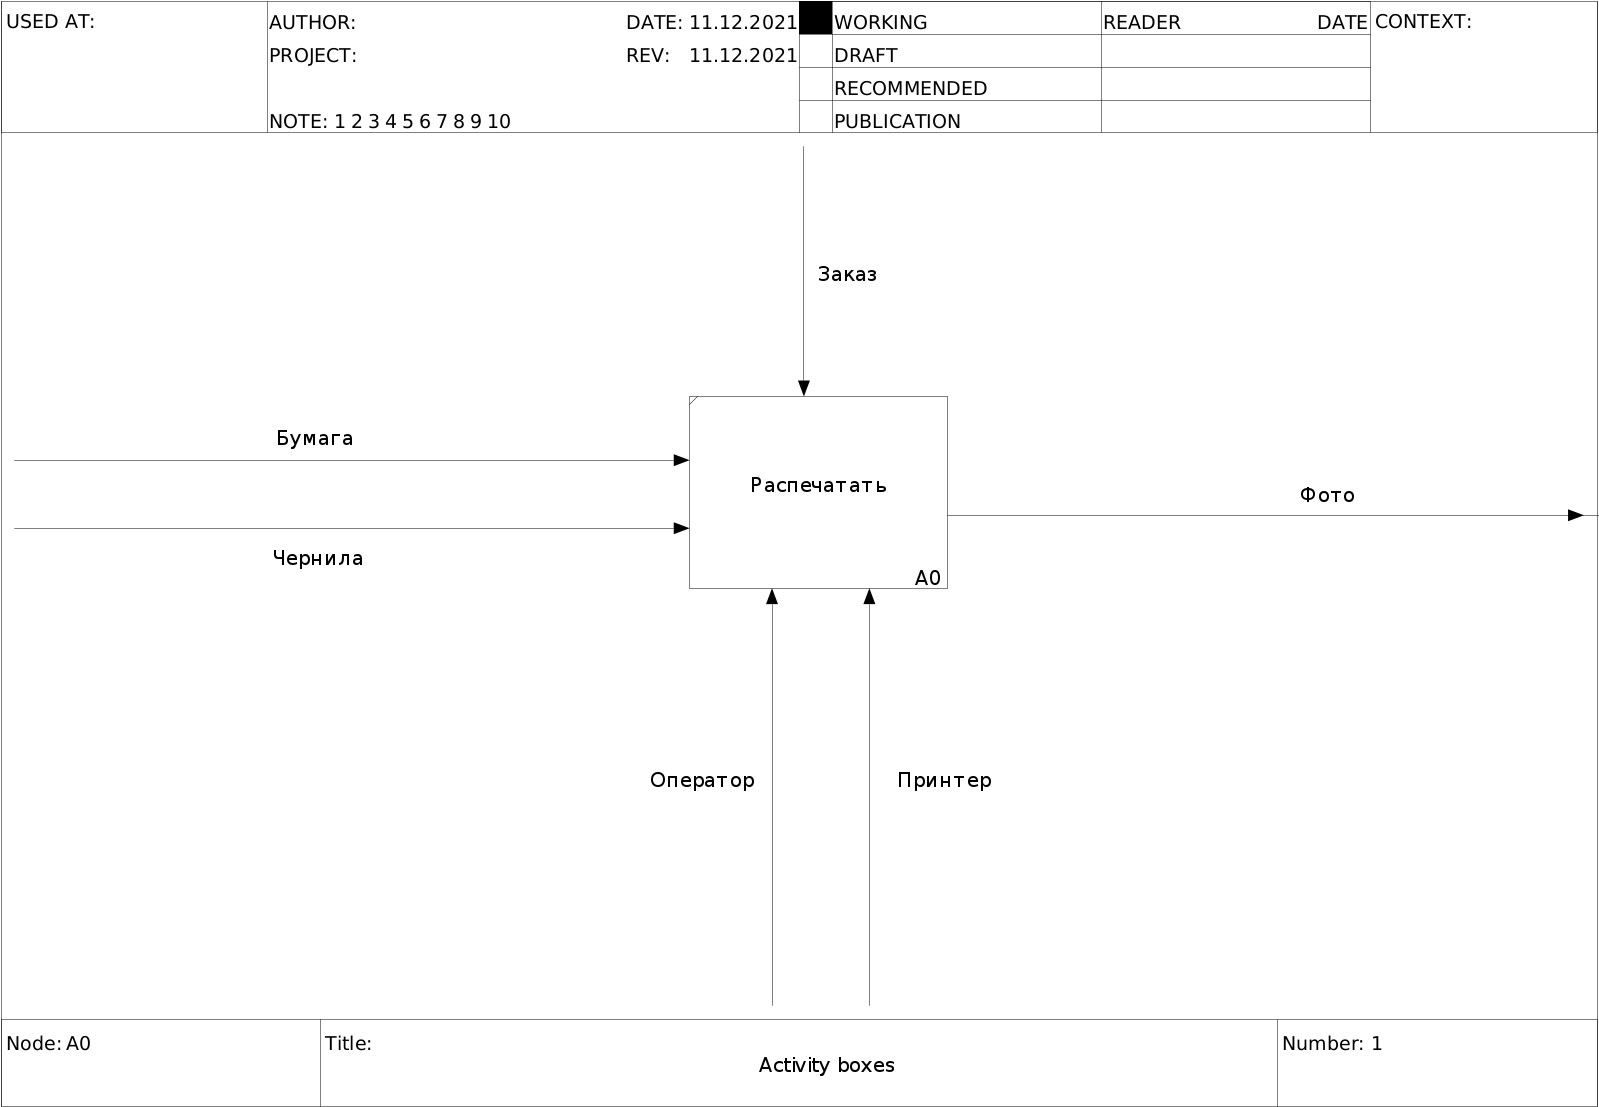 USED AT:
AUTHOR:
DATE: 11.12.2021
WORKING
READER
DATE
CONTEXT:
PROJECT:
REV: 11.12.2021
DRAFT
RECOMMENDED
NOTE: 1 2 3 4 5 6 7 8 9 10
PUBLICATION
Заказ
Бумага
Распечатать
Фото
Чернила
A0
Оператор
Принтер
Node: A0
Title:
Activity boxes
Number: 1